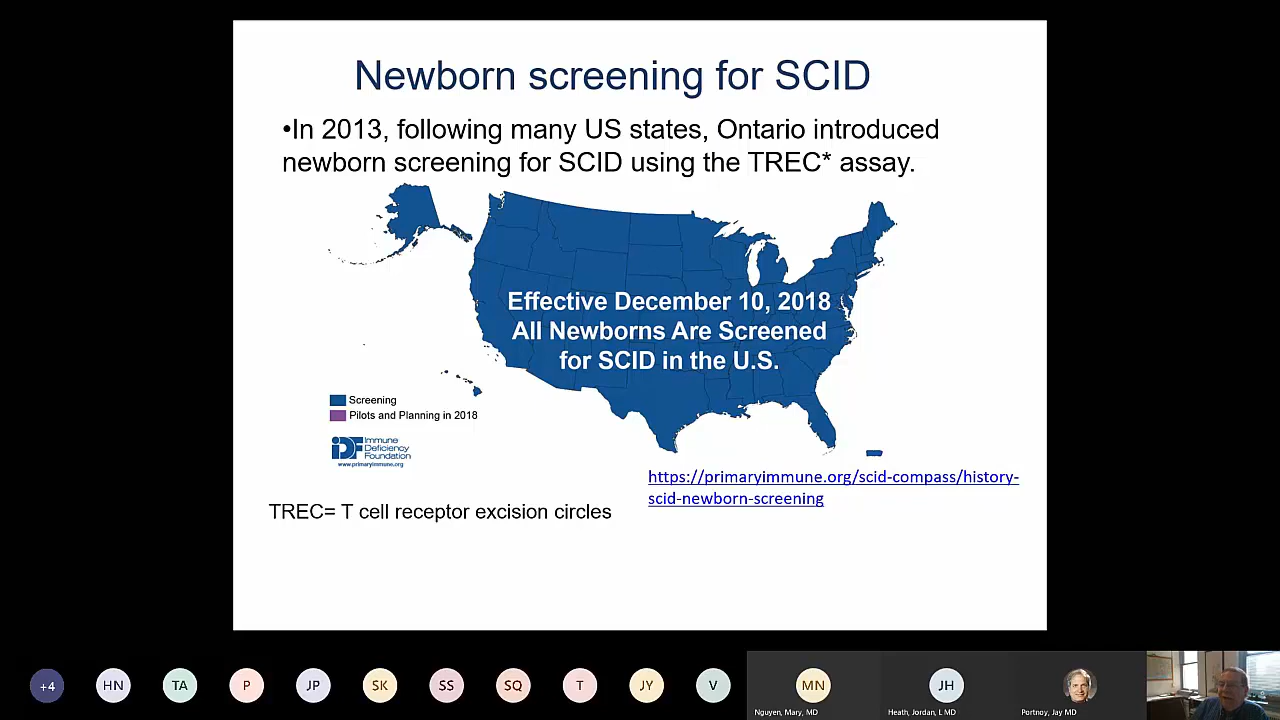 Newborn screening for SCID
•In 2013, following many US states, Ontario introduced
newborn screening for SCID using the TREC* assay.
Effective December 10, 2018
All Newborns Are Screened
for SCID in the U.S.
Screening
Pilots and Planning in 2018
IDF Immune
Deficiency
Foundation
www.primaryimmune.org
https://primaryimmune.org/scid-compass/history-
scid-newborn-screening
TREC= T cell receptor excision circles
+4
HN
TA
P
JP
SK
SS
SQ
T
JY
V
MN
JH
Nguyen, Mary, MD
Heath, Jordan, L MD
Portnoy, Jay MD